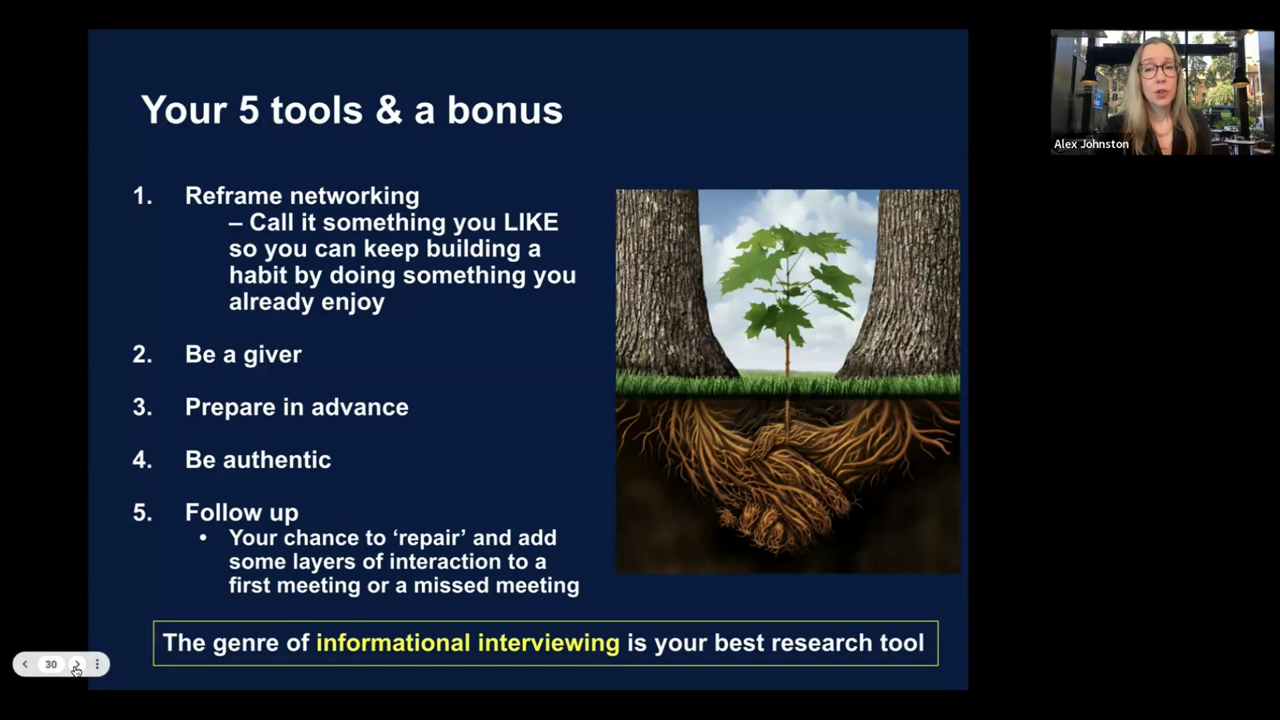 Your 5 tools & a bonus
1. Reframe networking
– Call it something you LIKE
so you can keep building a
habit by doing something you
already enjoy
2. Be a giver
3. Prepare in advance
4. Be authentic
5. Follow up
• Your chance to ‘repair’ and add
some layers of interaction to a
first meeting or a missed meeting
The genre of informational interviewing is your best research tool
30
Alex Johnston